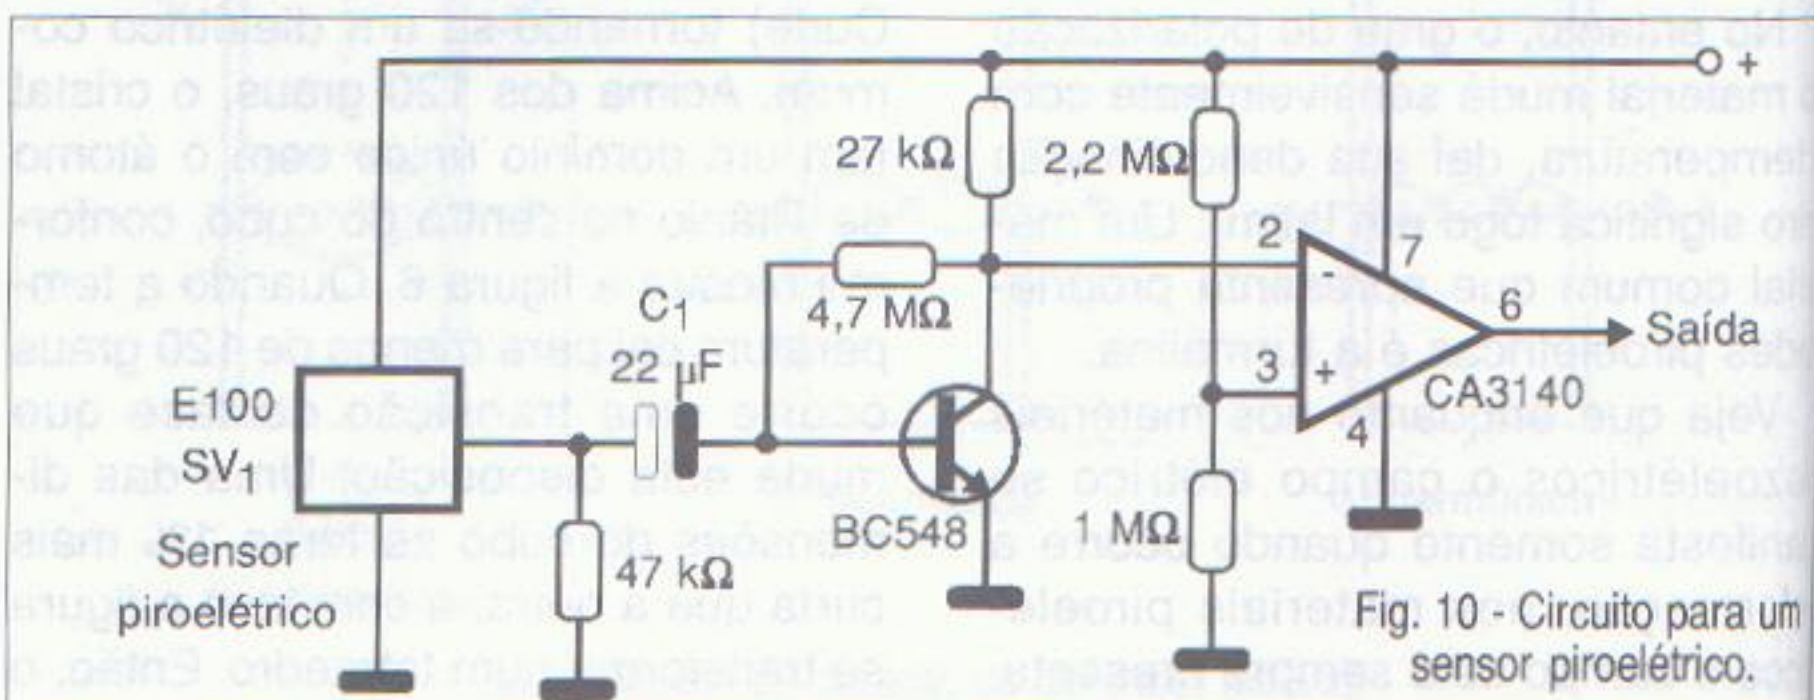 +
27 kΩ
2,2 MΩ
2
-
7
4,7 MΩ
6
Saída
C1
22 µF
3
+
CA3140
4
E100
SV1
BC548
1 MΩ
Sensor
piroelétrico
47 kΩ
Fig. 10 - Circuito para um
sensor piroelétrico.